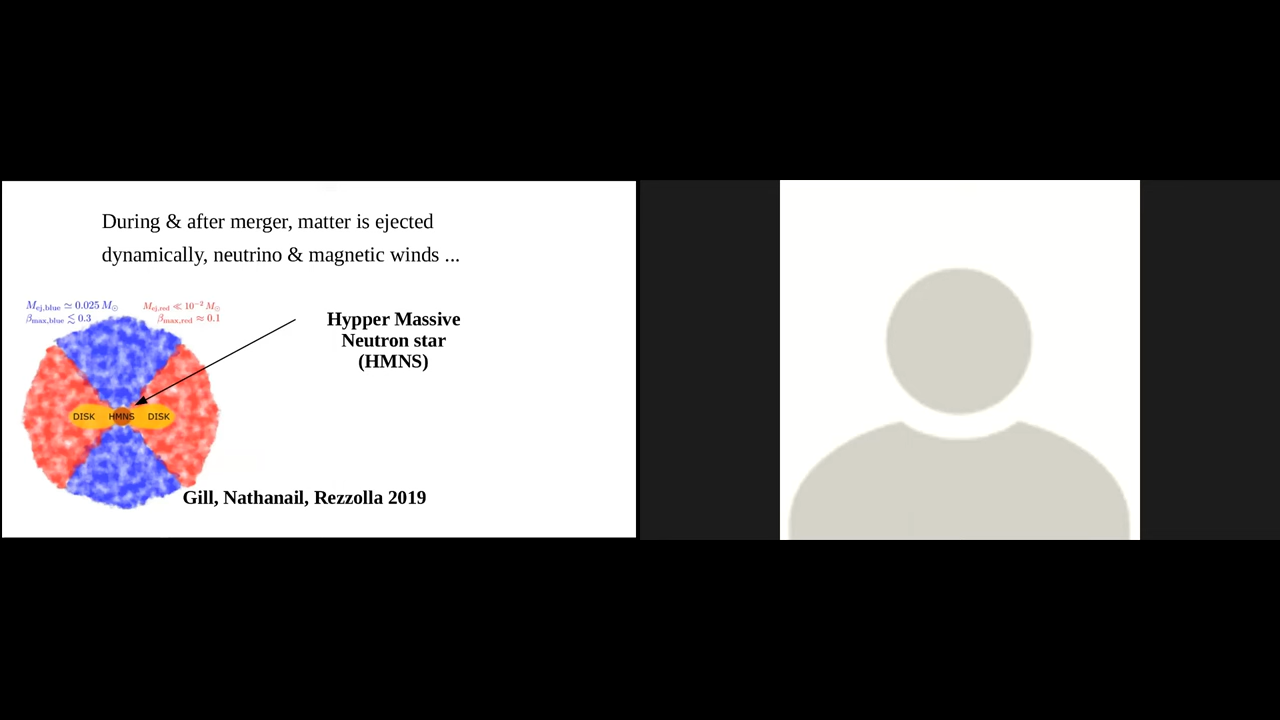 During & after merger, matter is ejected
dynamically, neutrino & magnetic winds ...
M_ej,blue ≃ 0.025 M_⊙
M_ej,red ≪ 10^-2 M_⊙
β_max,blue ≲ 0.3
β_max,red ≈ 0.1
Hypper Massive
Neutron star
(HMNS)
DISK HMNS DISK
Gill, Nathanail, Rezzolla 2019